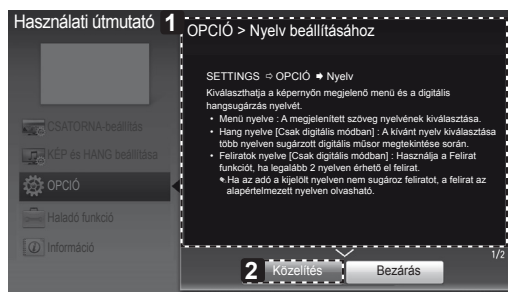 Használati útmutató
1
OPCIÓ > Nyelv beállításához
SETTINGS ⇨ OPCIÓ ➡ Nyelv
Kiválaszthatja a képernyőn megjelenő menü és a digitális
hangsugárzás nyelvét.
• Menü nyelve : A megjelenített szöveg nyelvének kiválasztása.
• Hang nyelve [Csak digitális módban] : A kívánt nyelv kiválasztása
több nyelven sugárzott digitális műsor megtekintése során.
• Feliratok nyelve [Csak digitális módban] : Használja a Felirat
funkciót, ha legalább 2 nyelven érhető el felirat.
Ha az adó a kijelölt nyelven nem sugároz feliratot, a felirat az
alapértelmezett nyelven olvasható.
CSATORNA-beállítás
KÉP és HANG beállítása
OPCIÓ
Haladó funkció
Információ
1/2
2
Közelítés
Bezárás